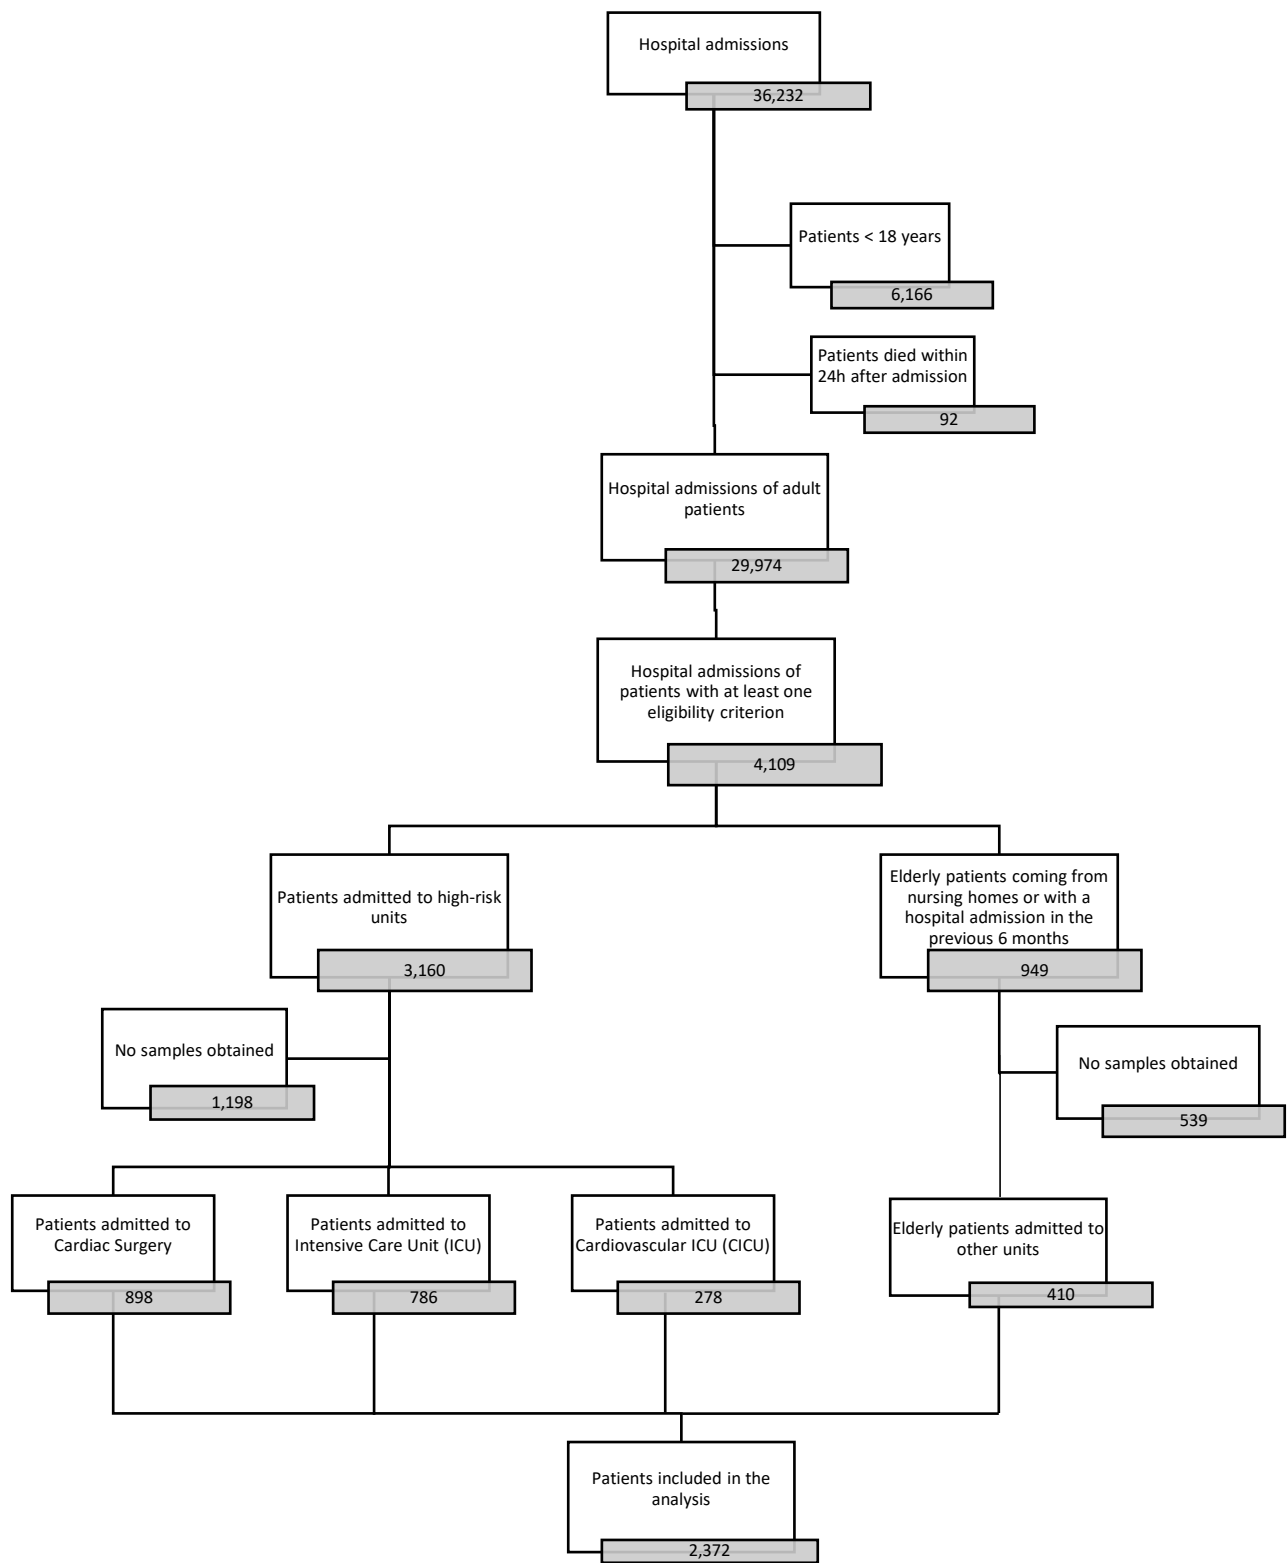 Hospital admissions
36,232
Patients < 18 years
6,166
Patients died within
24h after admission
92
Hospital admissions of adult
patients
29,974
Hospital admissions of
patients with at least one
eligibility criterion
4,109
Patients admitted to high-risk
units
3,160
Elderly patients coming from
nursing homes or with a
hospital admission in the
previous 6 months
949
No samples obtained
1,198
No samples obtained
539
Patients admitted to
Cardiac Surgery
898
Patients admitted to
Intensive Care Unit (ICU)
786
Patients admitted to
Cardiovascular ICU (CICU)
278
Elderly patients admitted to
other units
410
Patients included in the
analysis
2,372